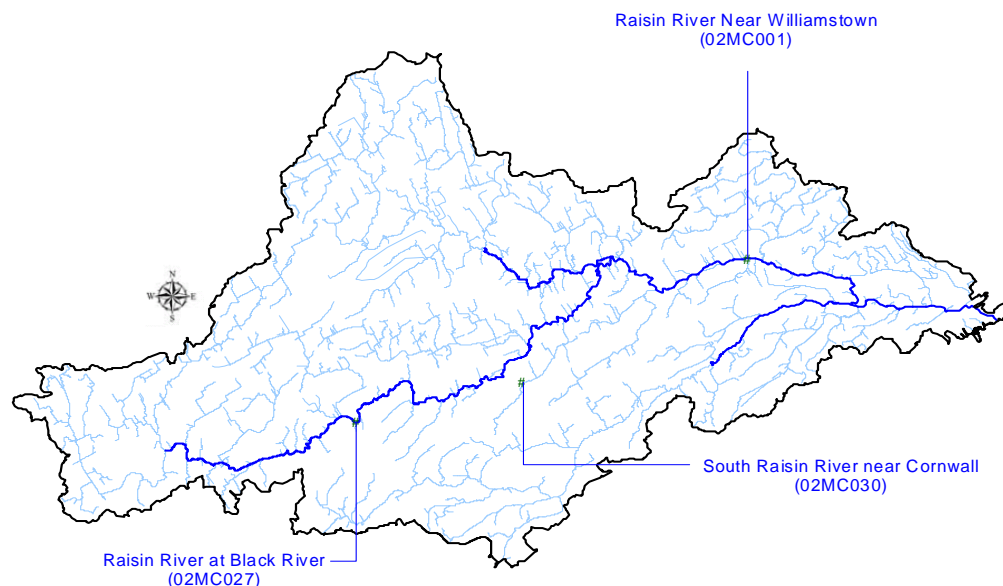 Raisin River Near Williamstown
(02MC001)
N
W E
S
#
#
#
South Raisin River near Cornwall
(02MC030)
Raisin River at Black River
(02MC027)